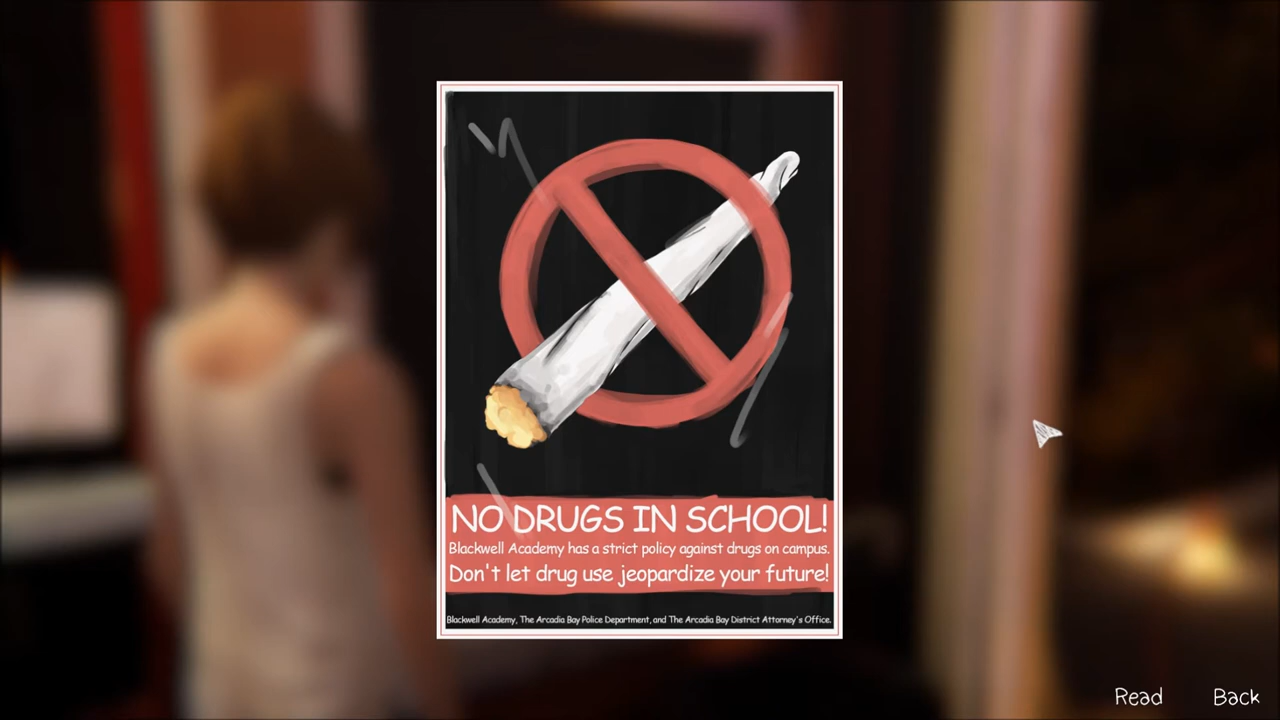 NO DRUGS IN SCHOOL!
Blackwell Academy has a strict policy against drugs on campus.
Don't let drug use jeopardize your future!
Blackwell Academy, The Arcadia Bay Police Department, and The Arcadia Bay District Attorney's Office.
Read Back